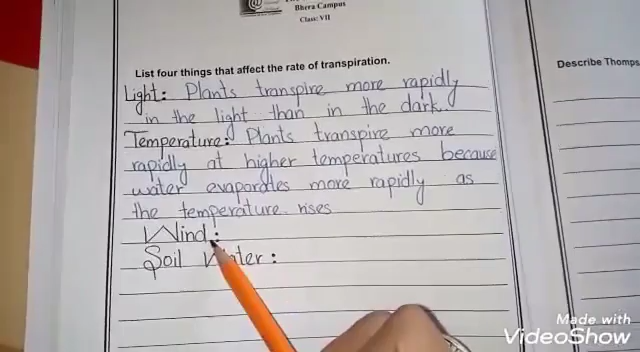 Bhera Campus
Class: VII
List four things that affect the rate of transpiration.
Light: Plants transpire more rapidly
in the light than in the dark.
Temperature: Plants transpire more
rapidly at higher temperatures because
water evaporates more rapidly as
the temperature rises
Wind:
Soil Water:
Describe Thomps
Made with
VideoShow